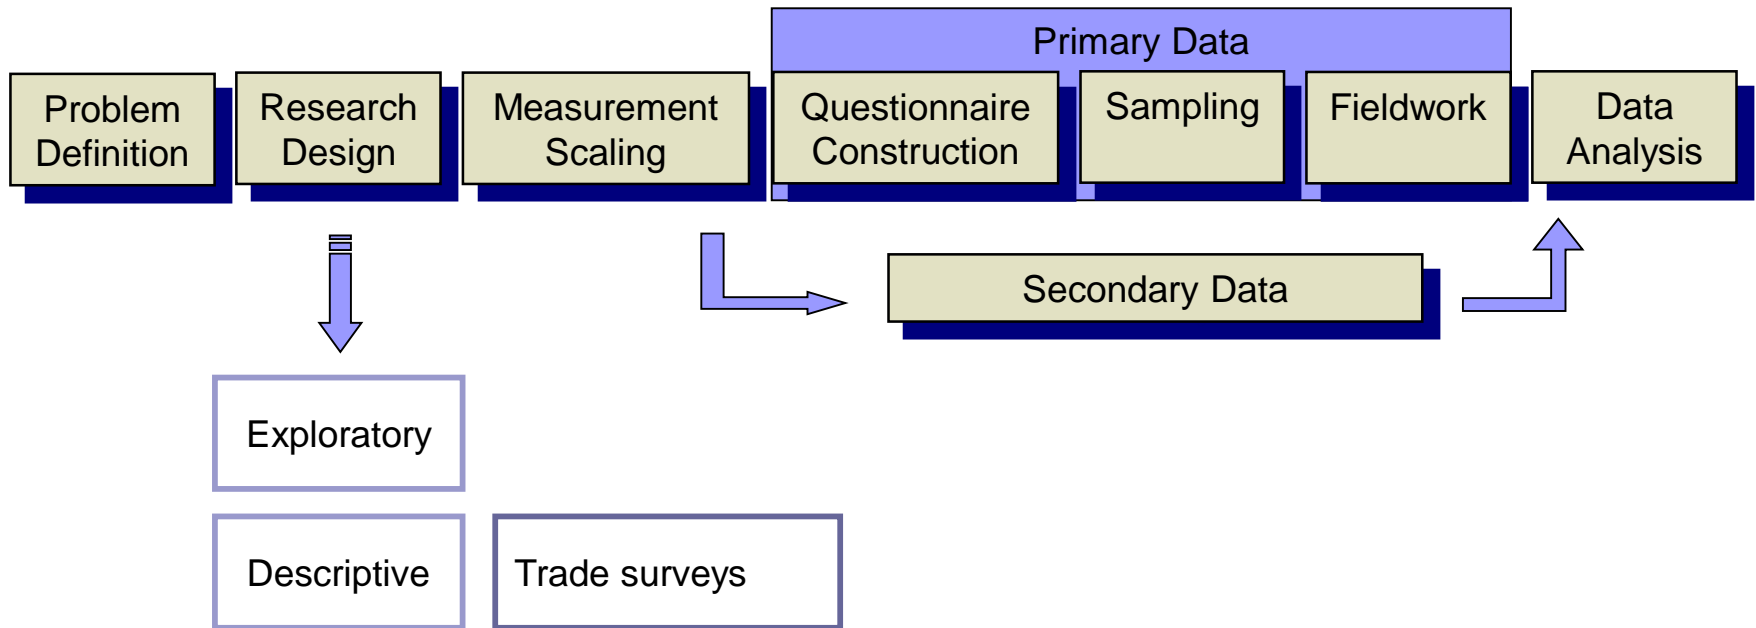 Primary Data
Problem
Definition
Research
Design
Measurement
Scaling
Questionnaire
Construction
Sampling
Fieldwork
Data
Analysis
Secondary Data
Exploratory
Descriptive
Trade surveys